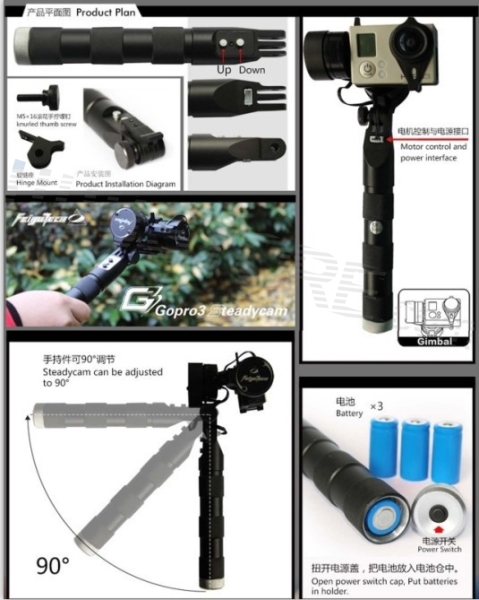 产品平面图 Product Plan
Up Down
M5*16滚花手拧螺钉
knurled thumb screw
铰链座
Hinge Mount
产品安装图
Product Installation Diagram
电机控制与电源接口
Motor control and
power interface
FeiyuTech
G3
Gopro3 Steadycam
Gimbal
手持件可90°调节
Steadycam can be adjusted
to 90°
90°
电池
Battery
×3
电源开关
Power Switch
扭开电源盖，把电池放入电池仓中。
Open power switch cap, Put batteries
in holder.